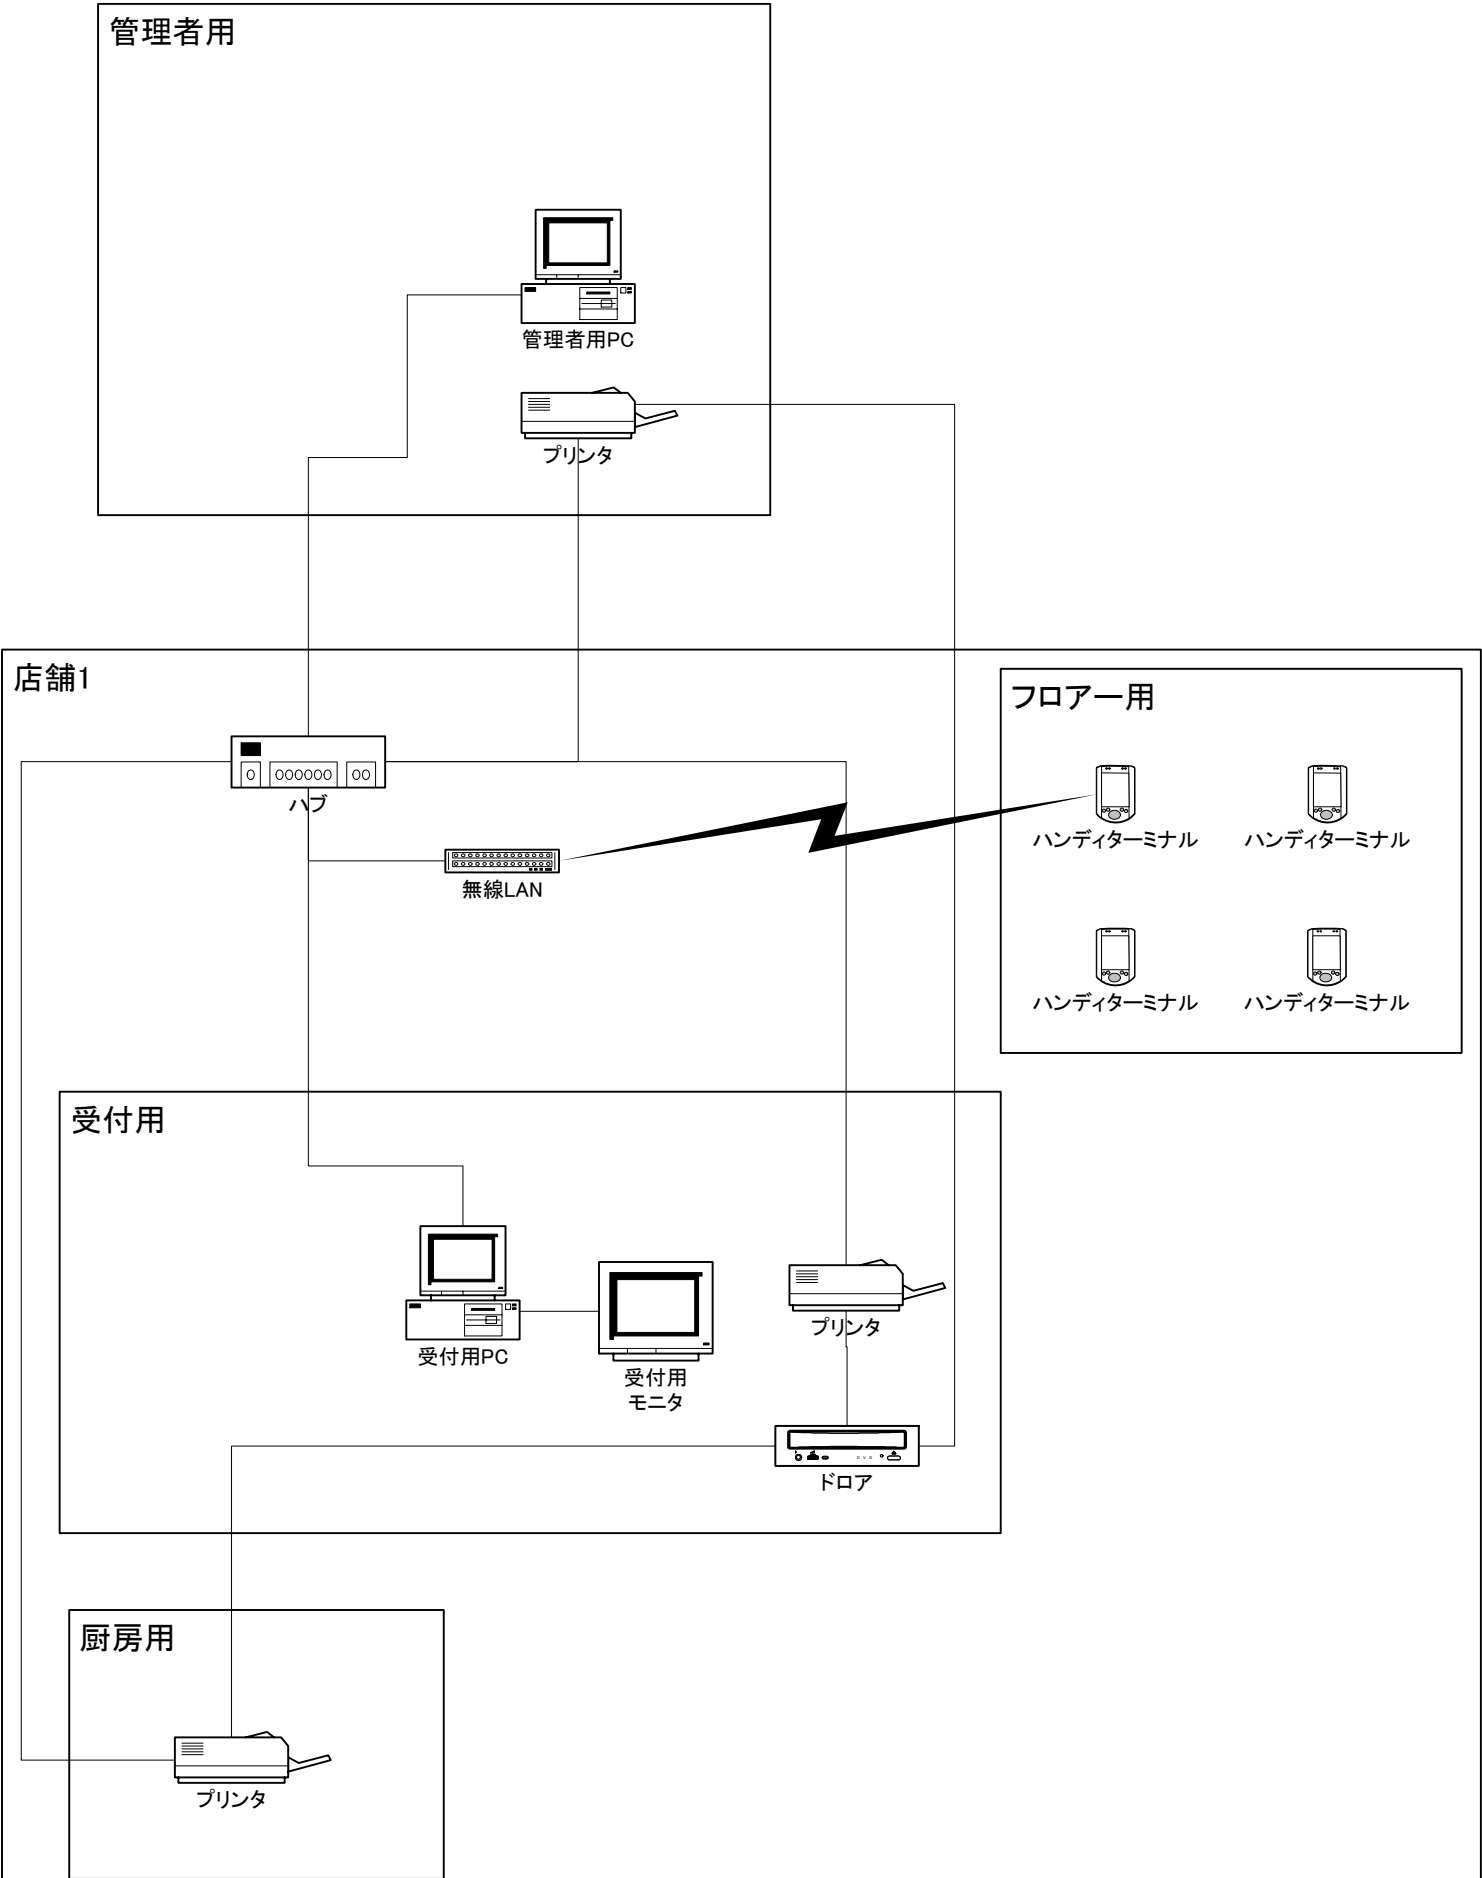 管理者用
管理者用PC
プリンタ
店舗1
フロアー用
ハブ
ハンディターミナル
ハンディターミナル
無線LAN
ハンディターミナル
ハンディターミナル
受付用
プリンタ
受付用PC
受付用
モニタ
ドロア
厨房用
プリンタ